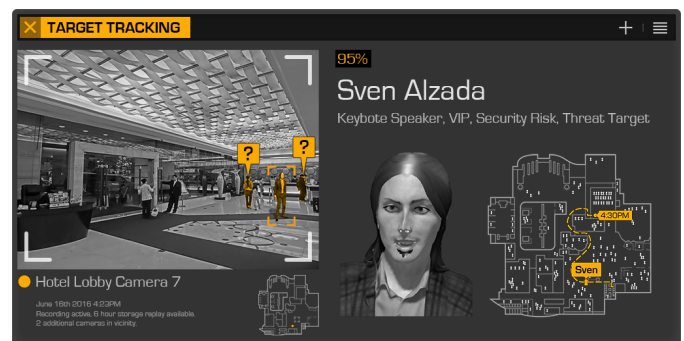 TARGET TRACKING
95%
Sven Alzada
Keybote Speaker, VIP, Security Risk, Threat Target
?
?
4:30PM
Sven
Hotel Lobby Camera 7
June 16th 2016 4:23PM
Recording active, 6 hour storage replay available.
2 additional cameras in vicinity.